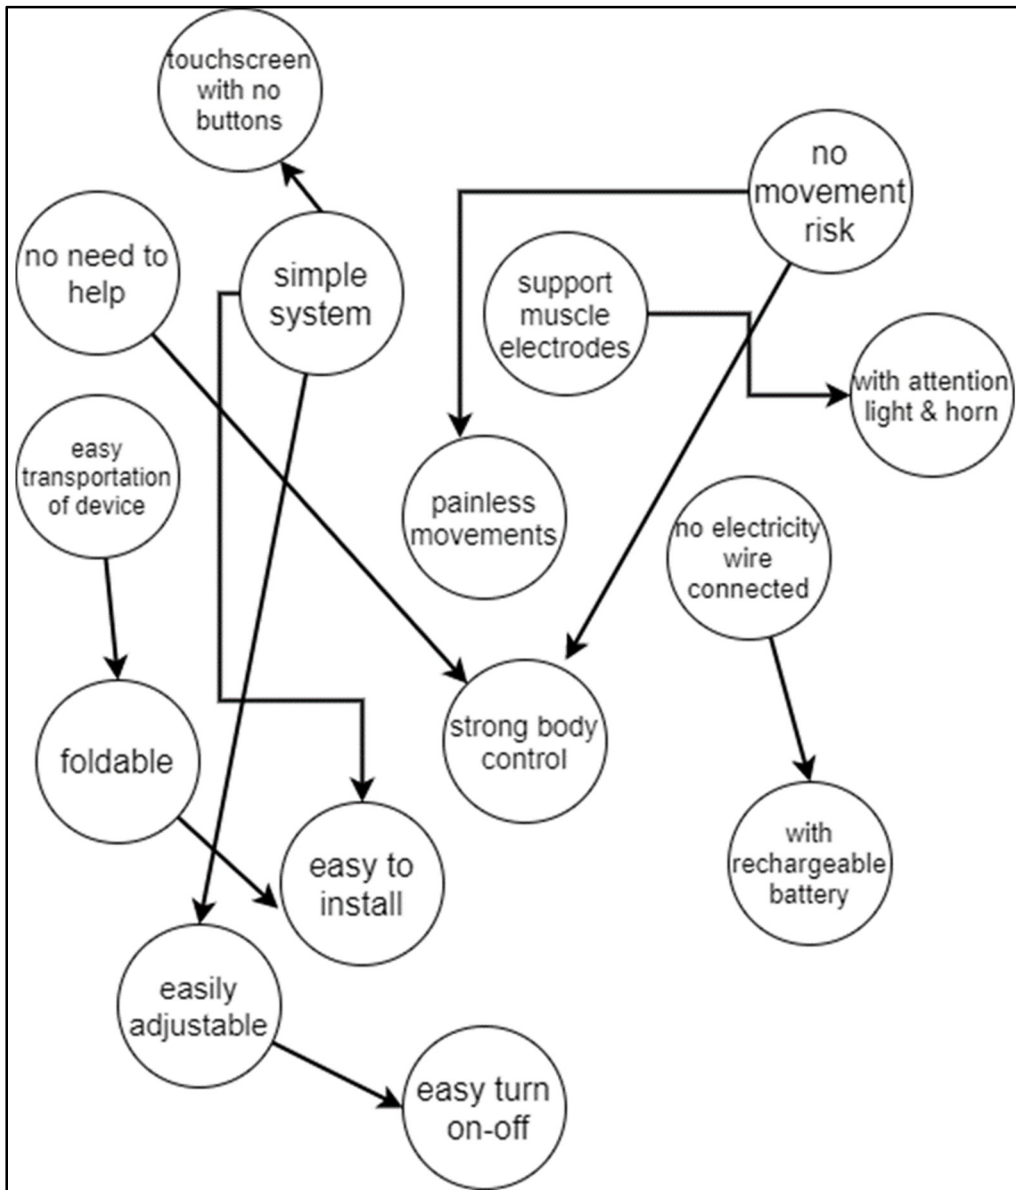 touchscreen
with no
buttons
no
movement
risk
no need to
help
simple
system
support
muscle
electrodes
with attention
light & horn
easy
transportation
of device
painless
movements
no electricity
wire
connected
foldable
strong body
control
with
rechargeable
battery
easy to
install
easily
adjustable
easy turn
on-off